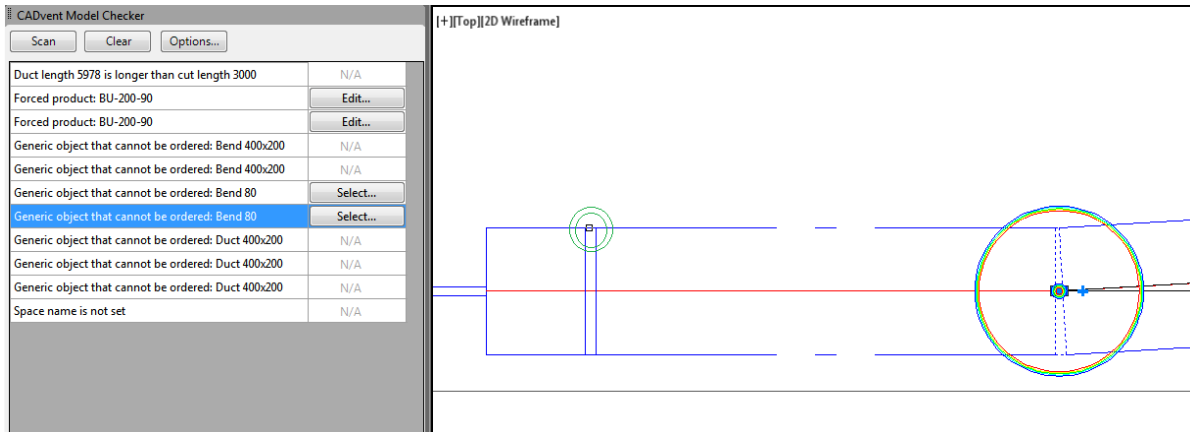 CADvent Model Checker
Scan Clear Options...
Duct length 5978 is longer than cut length 3000 N/A
Forced product: BU-200-90 Edit...
Forced product: BU-200-90 Edit...
Generic object that cannot be ordered: Bend 400x200 N/A
Generic object that cannot be ordered: Bend 400x200 N/A
Generic object that cannot be ordered: Bend 80 Select...
Generic object that cannot be ordered: Bend 80 Select...
Generic object that cannot be ordered: Duct 400x200 N/A
Generic object that cannot be ordered: Duct 400x200 N/A
Generic object that cannot be ordered: Duct 400x200 N/A
Space name is not set N/A
[+][Top][2D Wireframe]